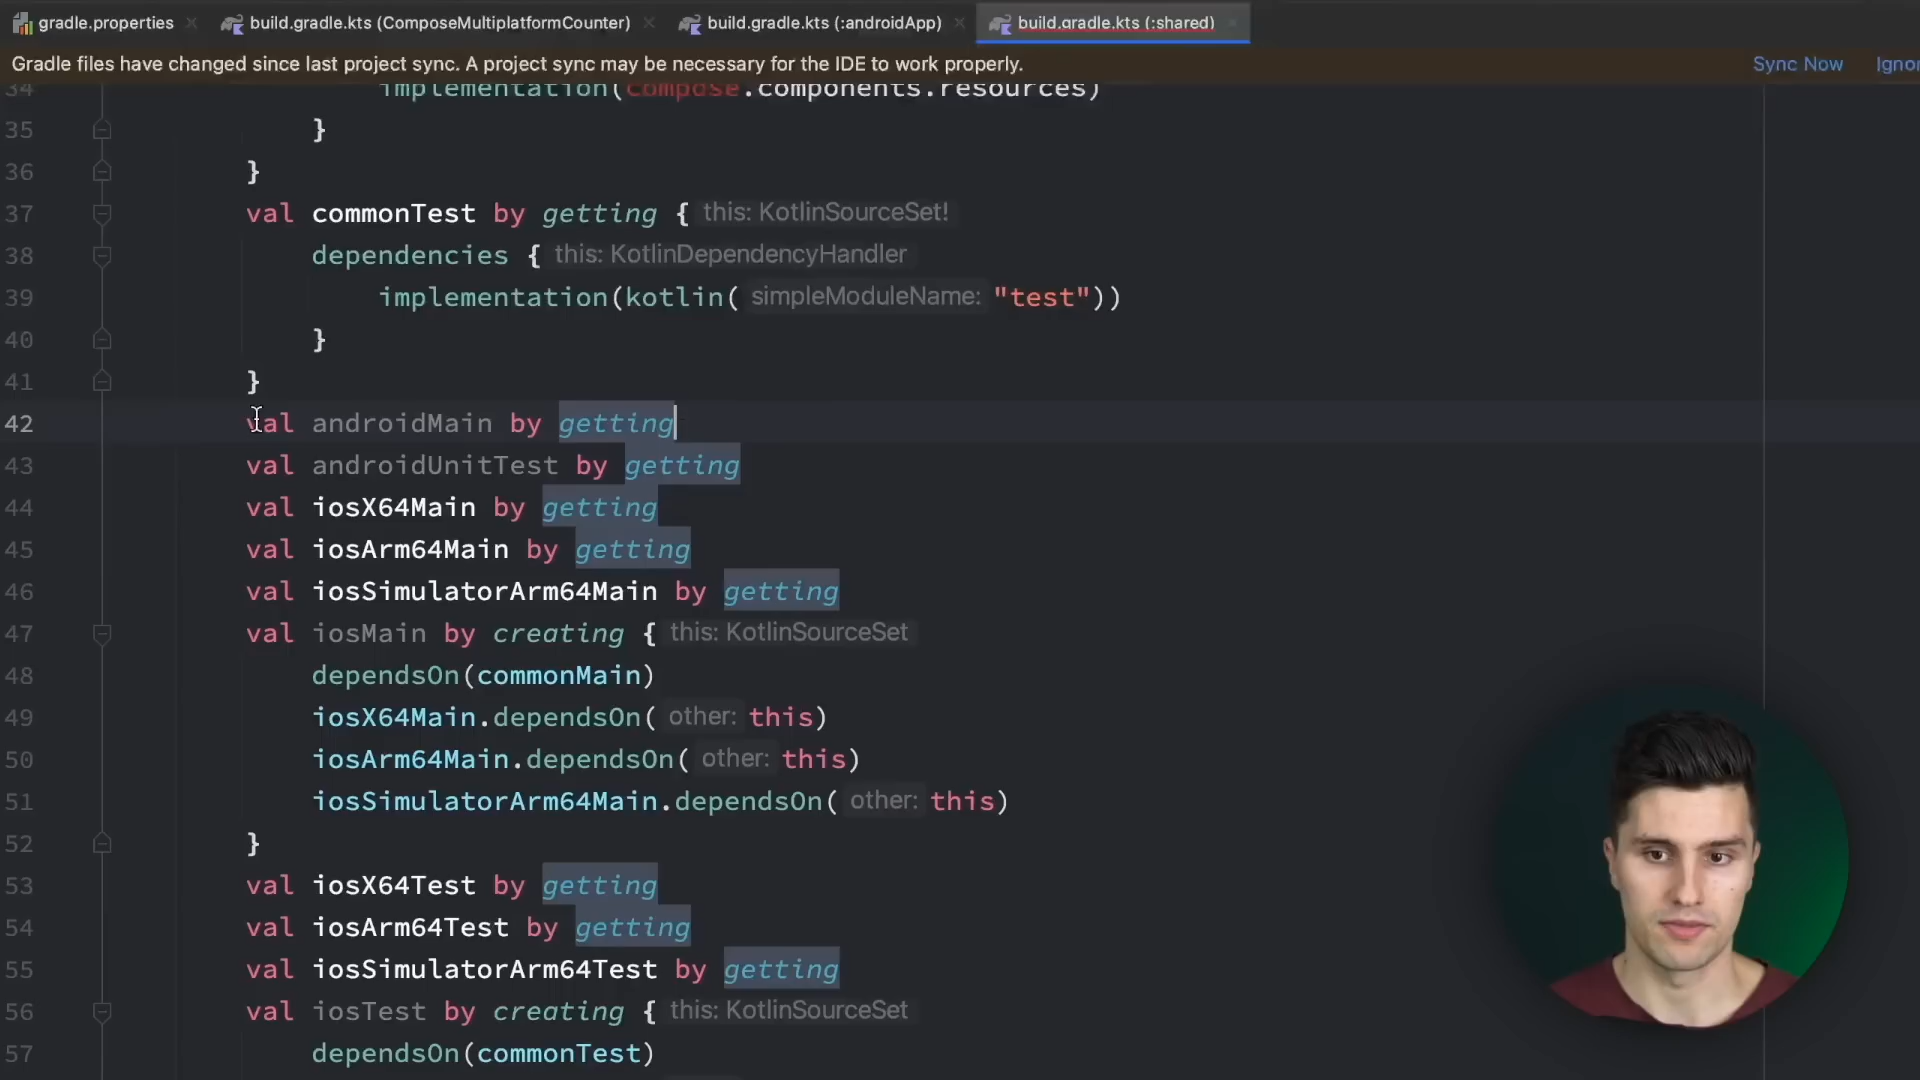 gradle.properties build.gradle.kts (ComposeMultiplatformCounter) build.gradle.kts (:androidApp) build.gradle.kts (:shared)
Gradle files have changed since last project sync. A project sync may be necessary for the IDE to work properly. Sync Now Ignor
34 implementation(compose.components.resources)
35 }
36 }
37 val commonTest by getting { this: KotlinSourceSet!
38 dependencies { this: KotlinDependencyHandler
39 implementation(kotlin( simpleModuleName: "test"))
40 }
41 }
42 val androidMain by getting
43 val androidUnitTest by getting
44 val iosX64Main by getting
45 val iosArm64Main by getting
46 val iosSimulatorArm64Main by getting
47 val iosMain by creating { this: KotlinSourceSet
48 dependsOn(commonMain)
49 iosX64Main.dependsOn( other: this)
50 iosArm64Main.dependsOn( other: this)
51 iosSimulatorArm64Main.dependsOn( other: this)
52 }
53 val iosX64Test by getting
54 val iosArm64Test by getting
55 val iosSimulatorArm64Test by getting
56 val iosTest by creating { this: KotlinSourceSet
57 dependsOn(commonTest)